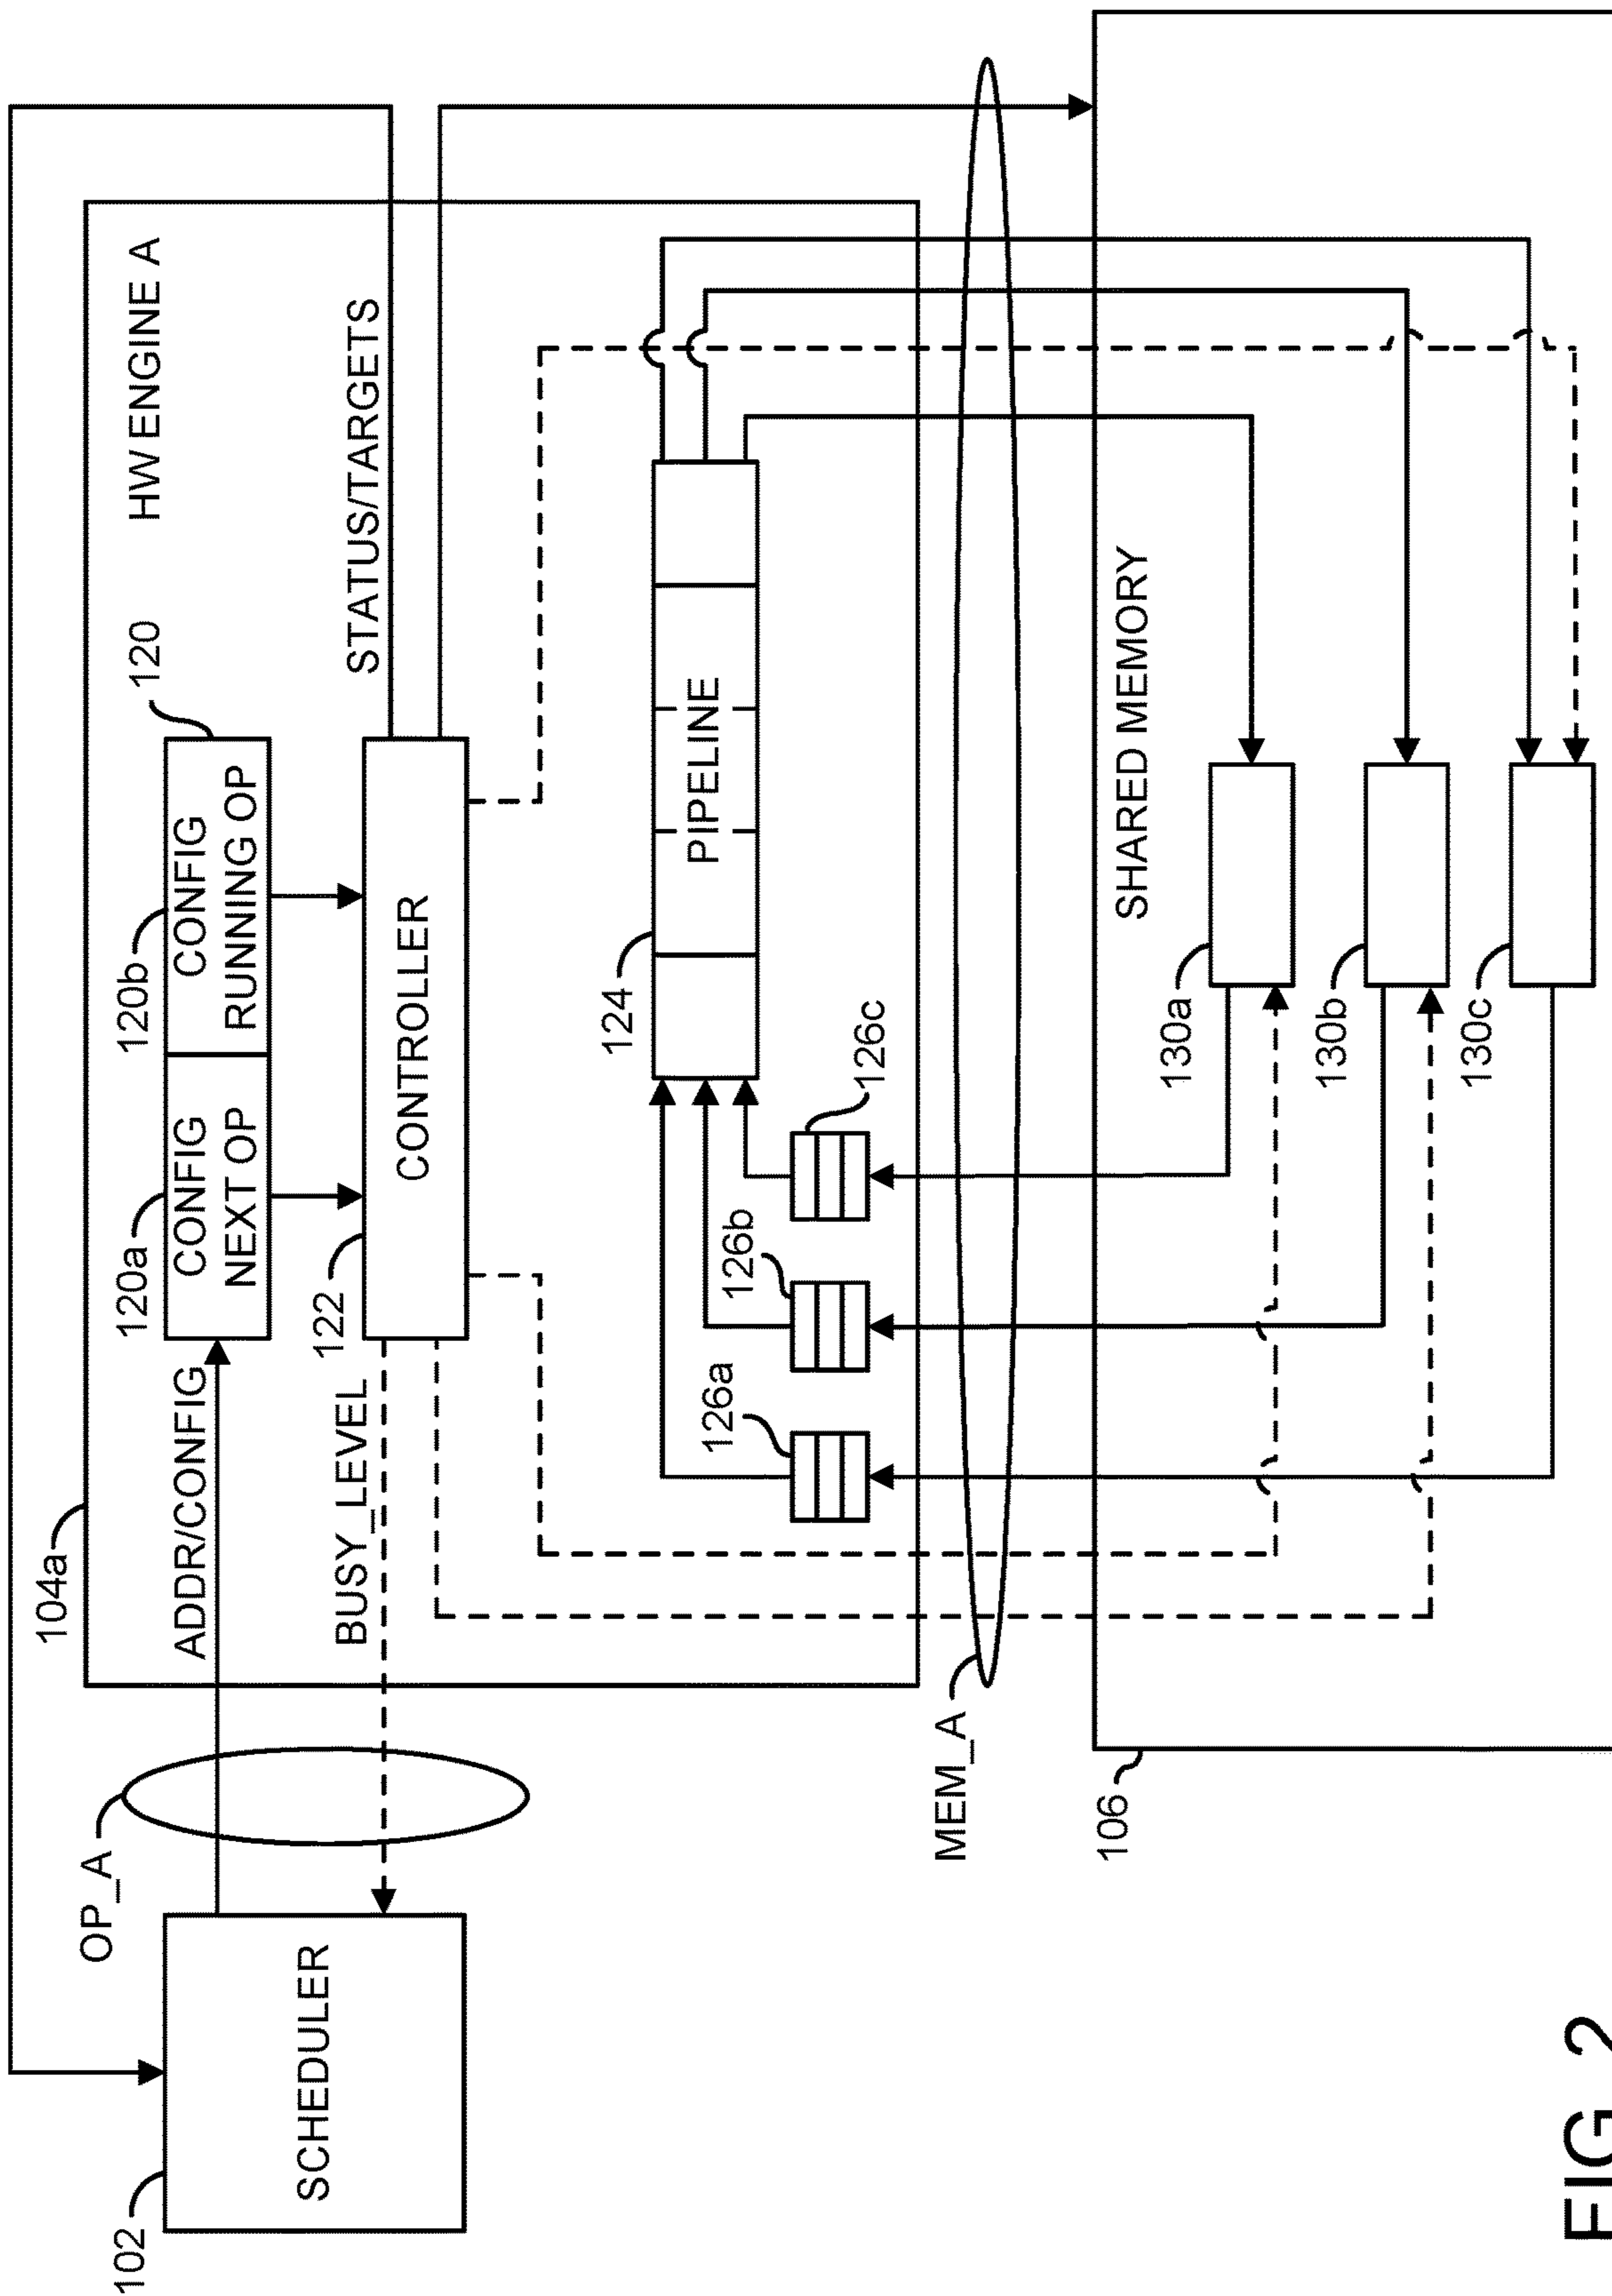 104a
HW ENGINE A
OP_A
102
SCHEDULER
ADDR/CONFIG
120a
CONFIG
NEXT OP
120b
CONFIG
RUNNING OP
120
BUSY_LEVEL
122
CONTROLLER
STATUS/TARGETS
124
PIPELINE
126a
126b
126c
MEM_A
106
SHARED MEMORY
130a
130b
130c
FIG. 2